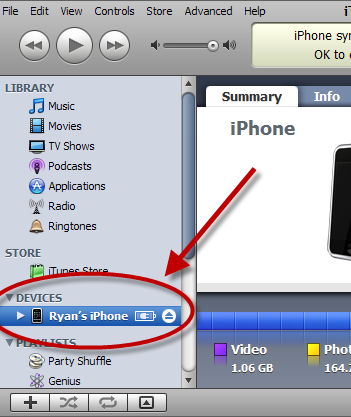 File Edit View Controls Store Advanced Help
iPhone syn
OK to
LIBRARY
Music
Movies
TV Shows
Podcasts
Applications
Radio
Ringtones
STORE
iTunes Store
DEVICES
Ryan's iPhone
PLAYLISTS
Party Shuffle
Genius
Summary Info
iPhone
Video Pho
1.06 GB 164.2